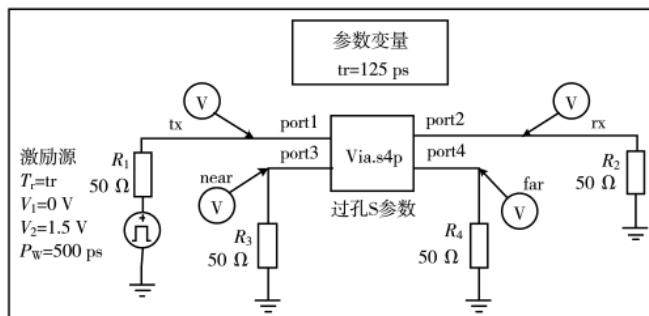 参数变量
tr=125 ps
tx
port1
port2
rx
port3
port4
Via.s4p
过孔S参数
near
far
V
V
V
V
激励源
Tr=tr
V1=0 V
V2=1.5 V
PW=500 ps
R1
50 Ω
R3
50 Ω
R4
50 Ω
R2
50 Ω